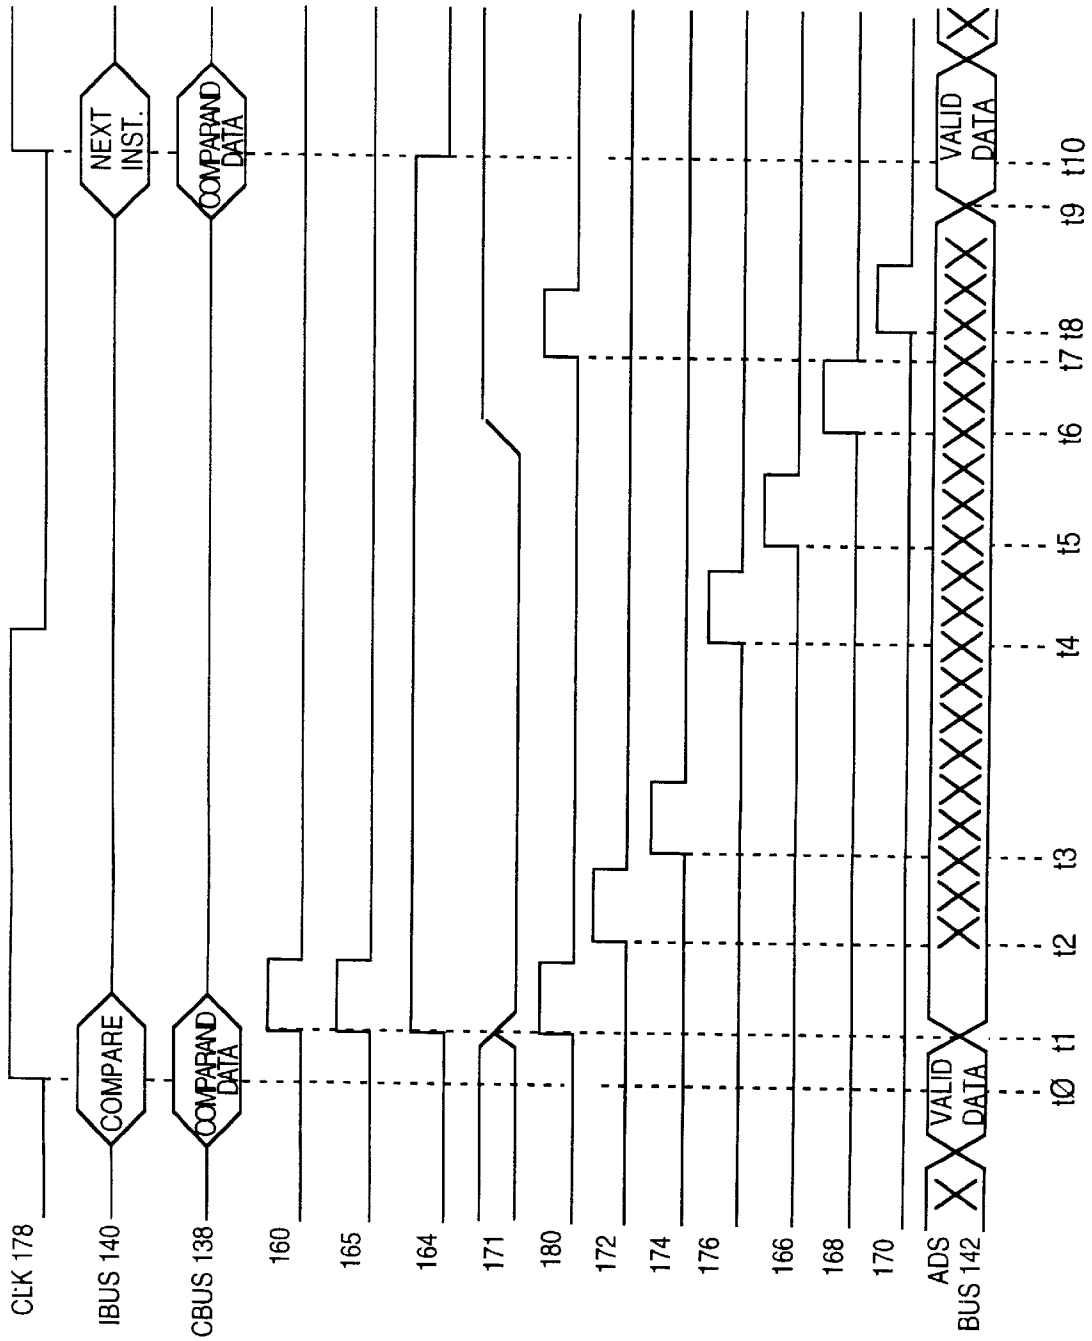 CLK 178
IBUS 140
COMPARE
NEXT
INST.
CBUS 138
COMPARAND
DATA
COMPARAND
DATA
160
165
164
171
180
172
174
176
166
168
170
ADS
BUS 142
VALID
DATA
VALID
DATA
tØ
t1
t2
t3
t4
t5
t6
t7
t8
t9
t10